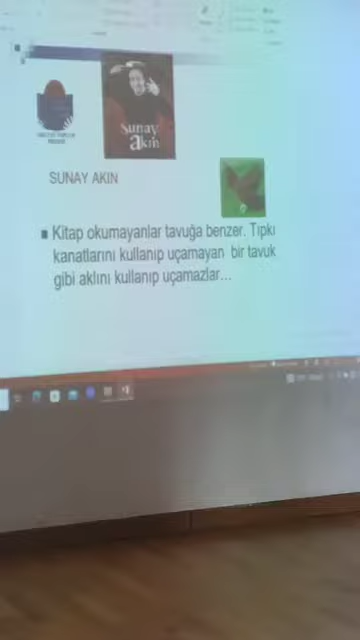 Sunay
akın
SUNAY AKIN
Kitap okumayanlar tavuğa benzer. Tıpkı
kanatlarını kullanıp uçamayan bir tavuk
gibi aklını kullanıp uçamazlar...